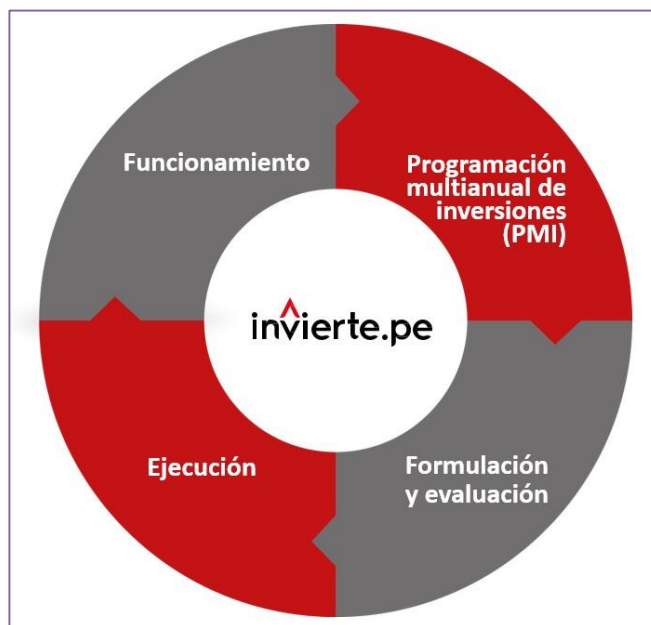 Funcionamiento
Programación
multianual de
inversiones
(PMI)
invierte.pe
Ejecución
Formulación
y evaluación